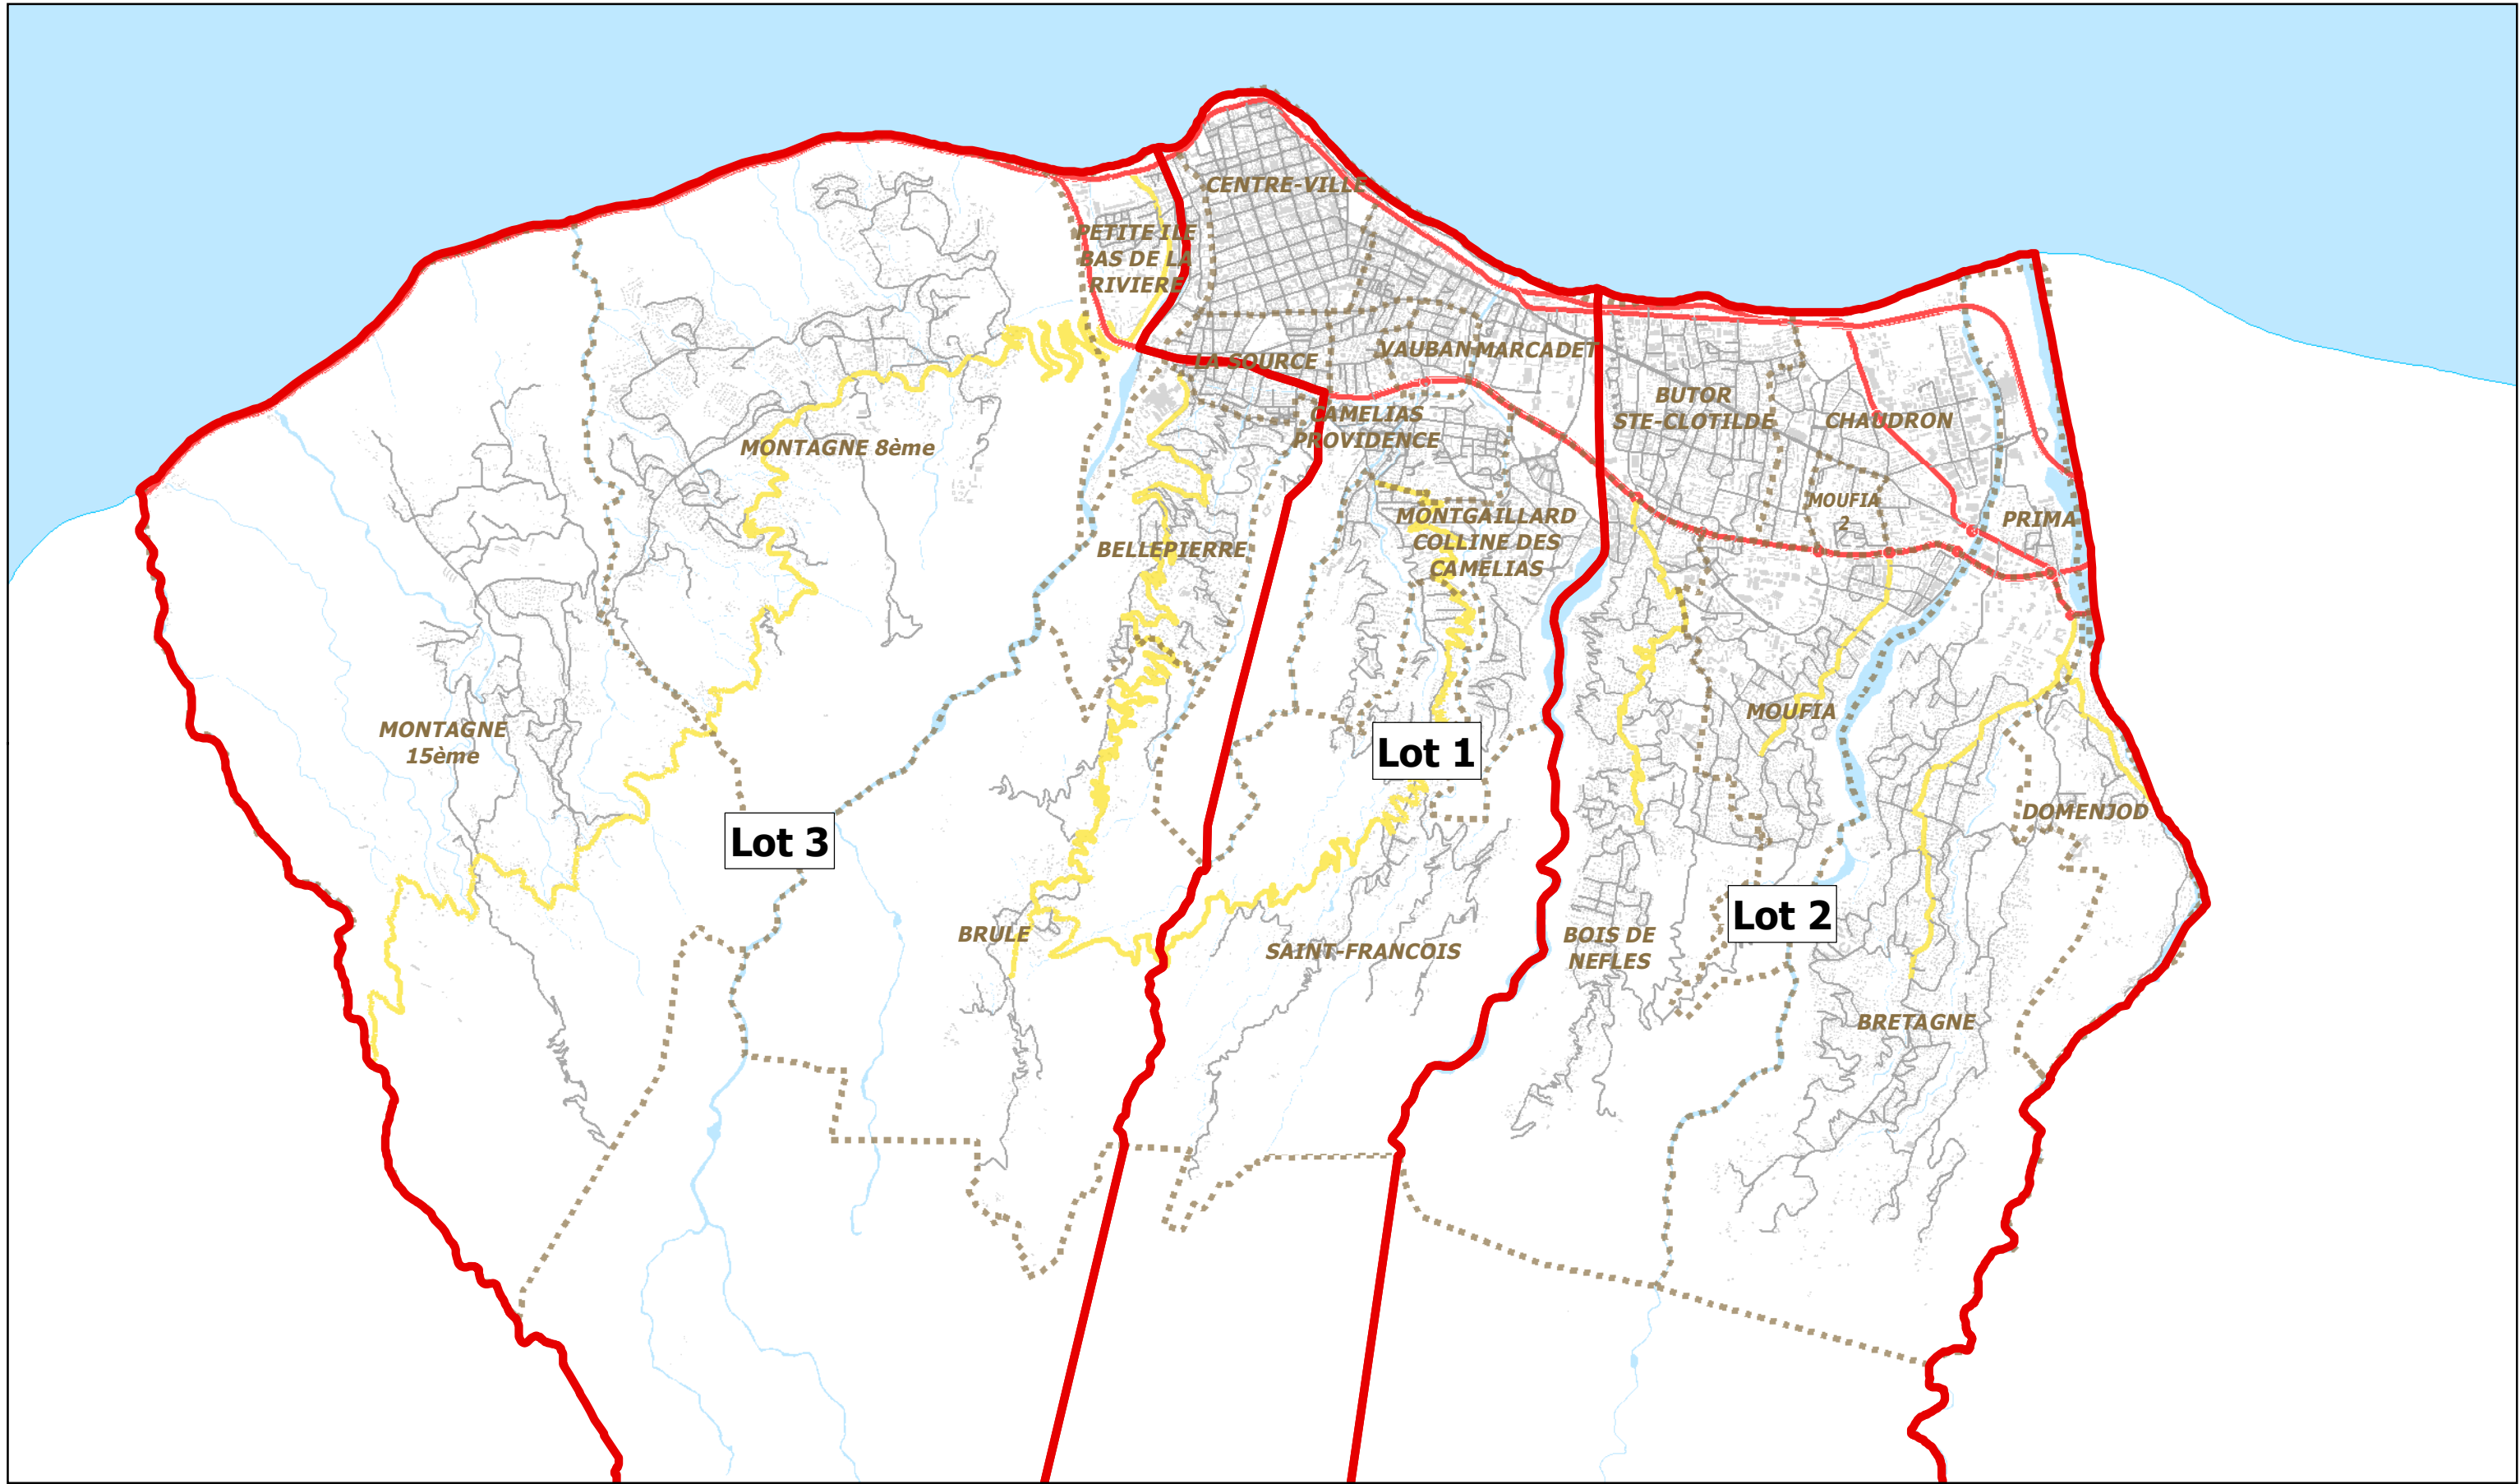 CENTRE-VILLE
PETITE ILE
BAS DE LA
RIVIERE
LA SOURCE
VAUBAN
MARCADET
CAMELIAS
PROVIDENCE
BUTOR
STE-CLOTILDE
CHAUDRON
MONTAGNE 8ème
MOUFIA
2
PRIMA
BELLEPIERRE
MONTGAILLARD
COLLINE DES
CAMELIAS
MONTAGNE
15ème
MOUFIA
Lot 1
DOMENJOD
Lot 3
Lot 2
BRULE
SAINT-FRANCOIS
BOIS DE
NEFLES
BRETAGNE